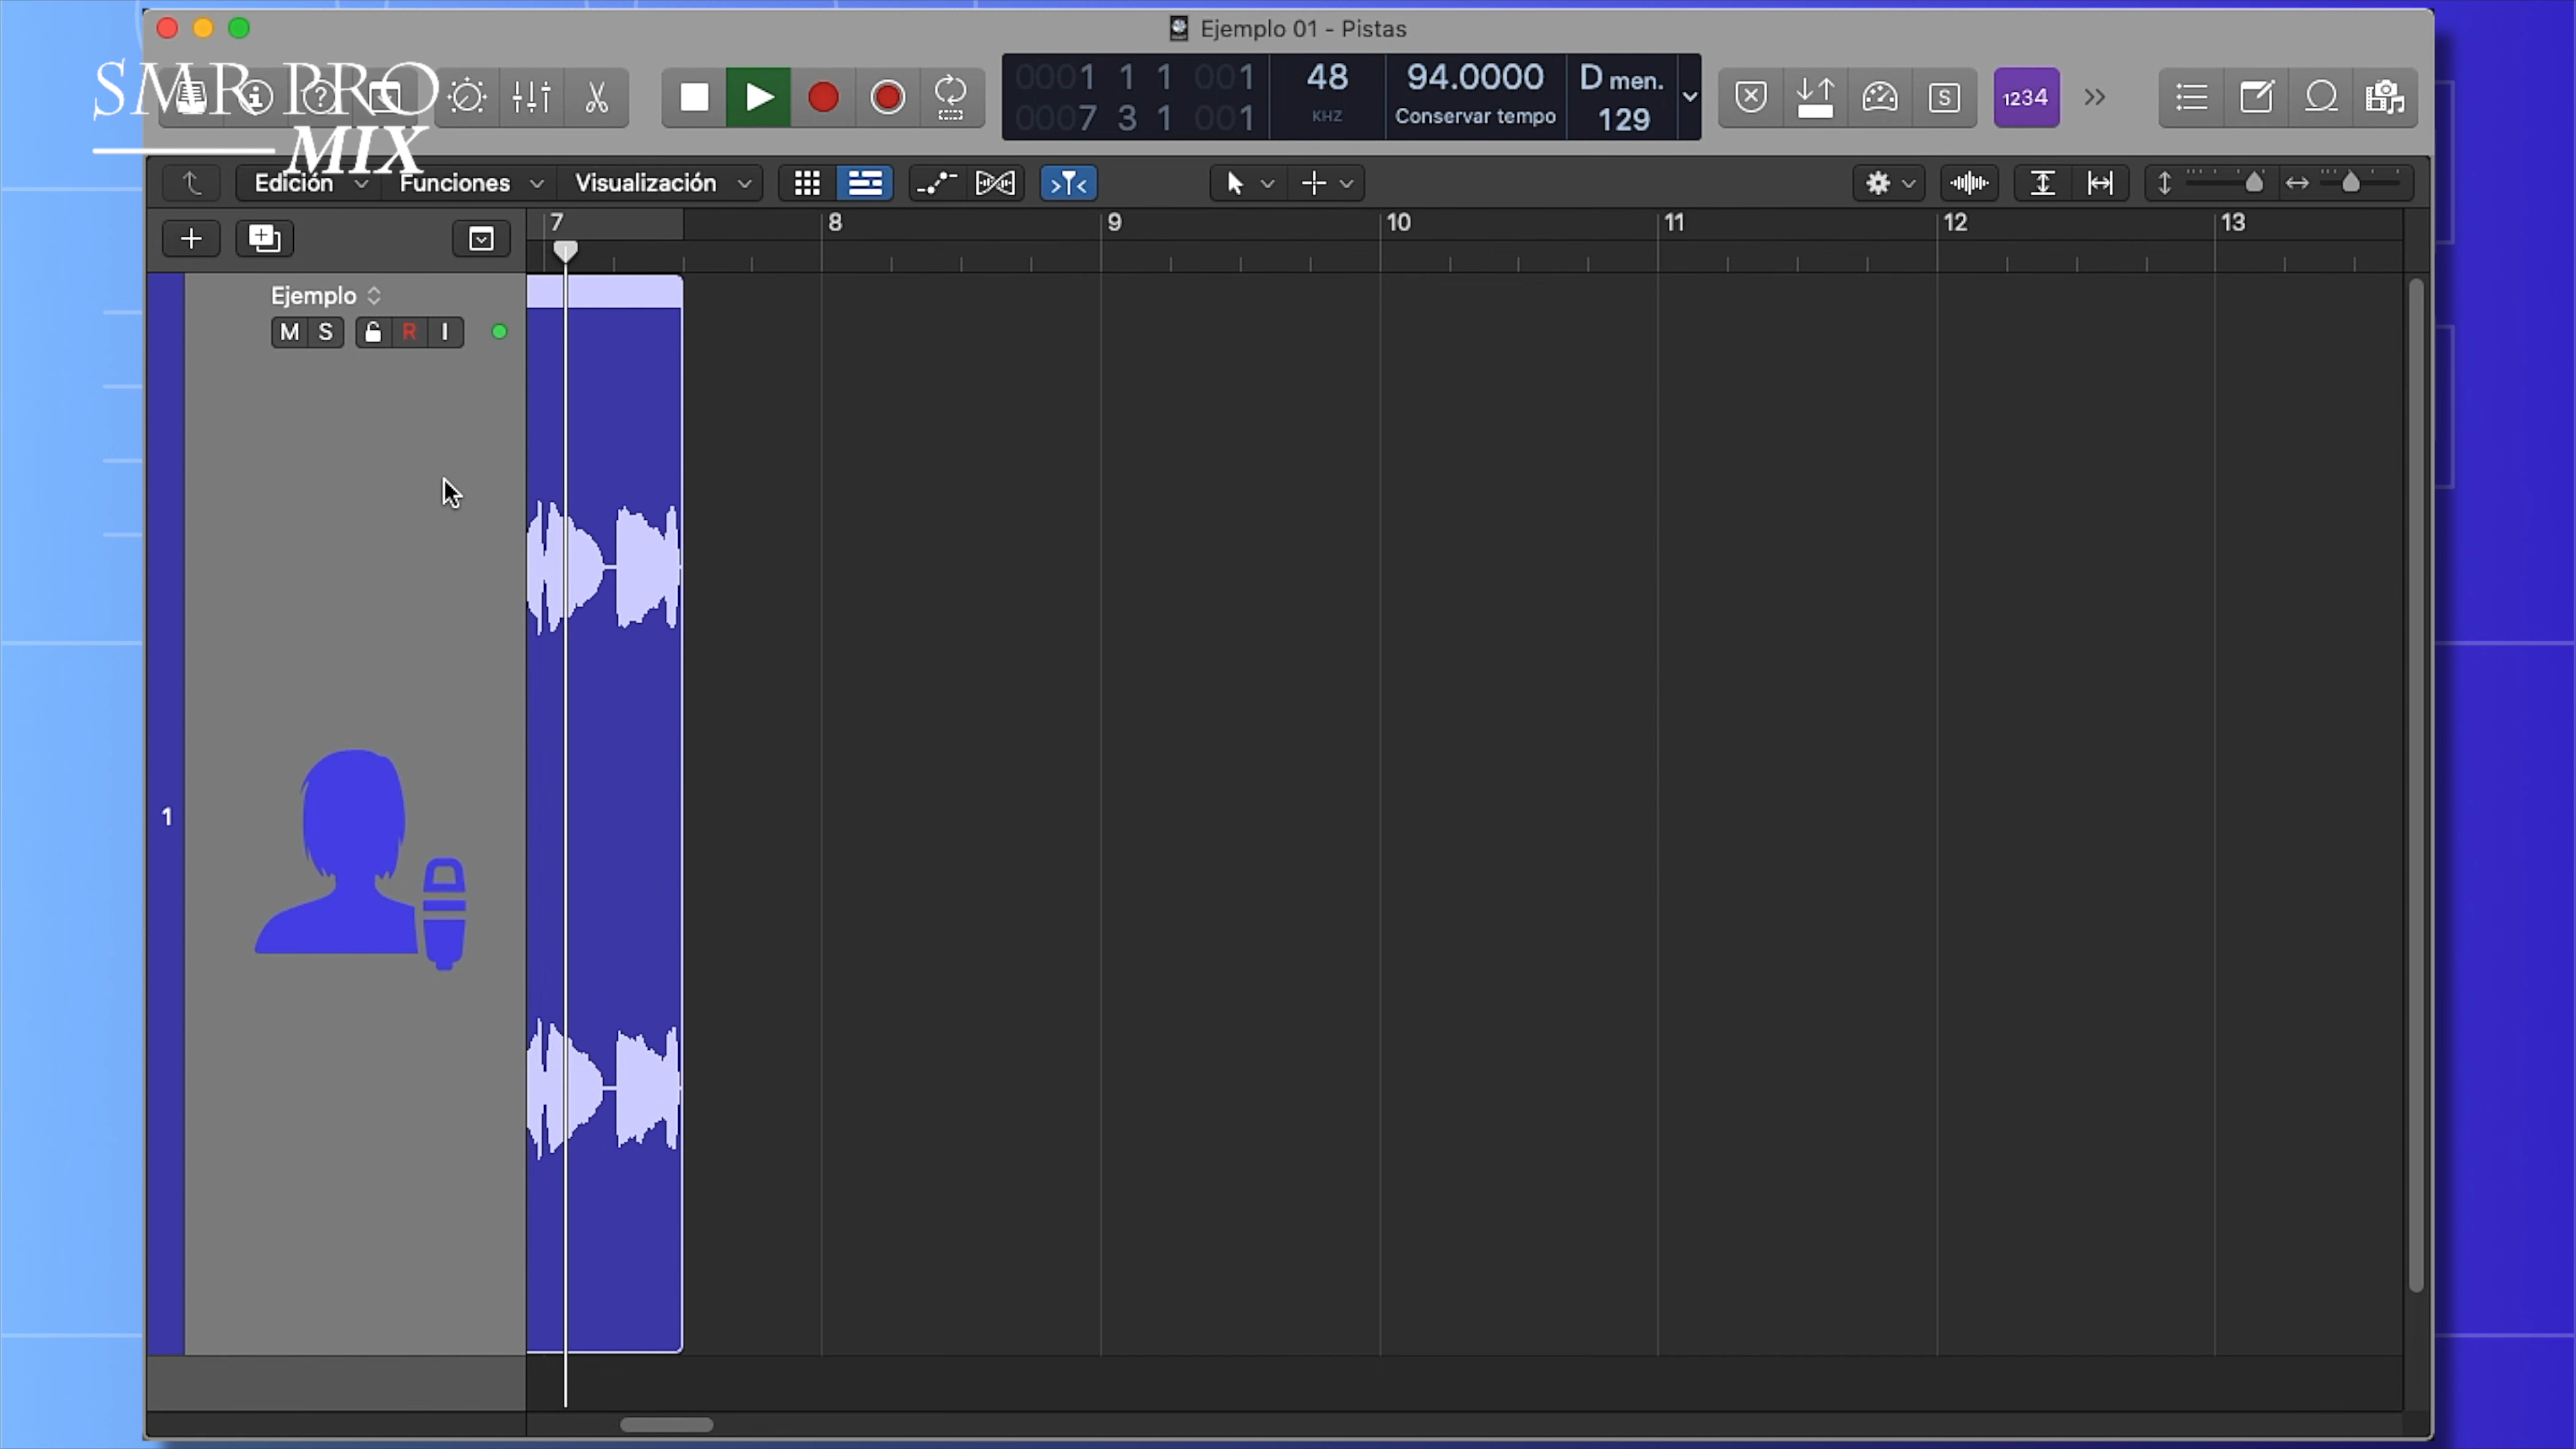 Ejemplo 01 - Pistas
SMR PRO
MIX
0001 1 1 001
0007 3 1 001
48
KHZ
94.0000
Conservar tempo
D men.
129
S
1234
Edición
Funciones
Visualización
7 8 9 10 11 12 13
Ejemplo
M S R I
1